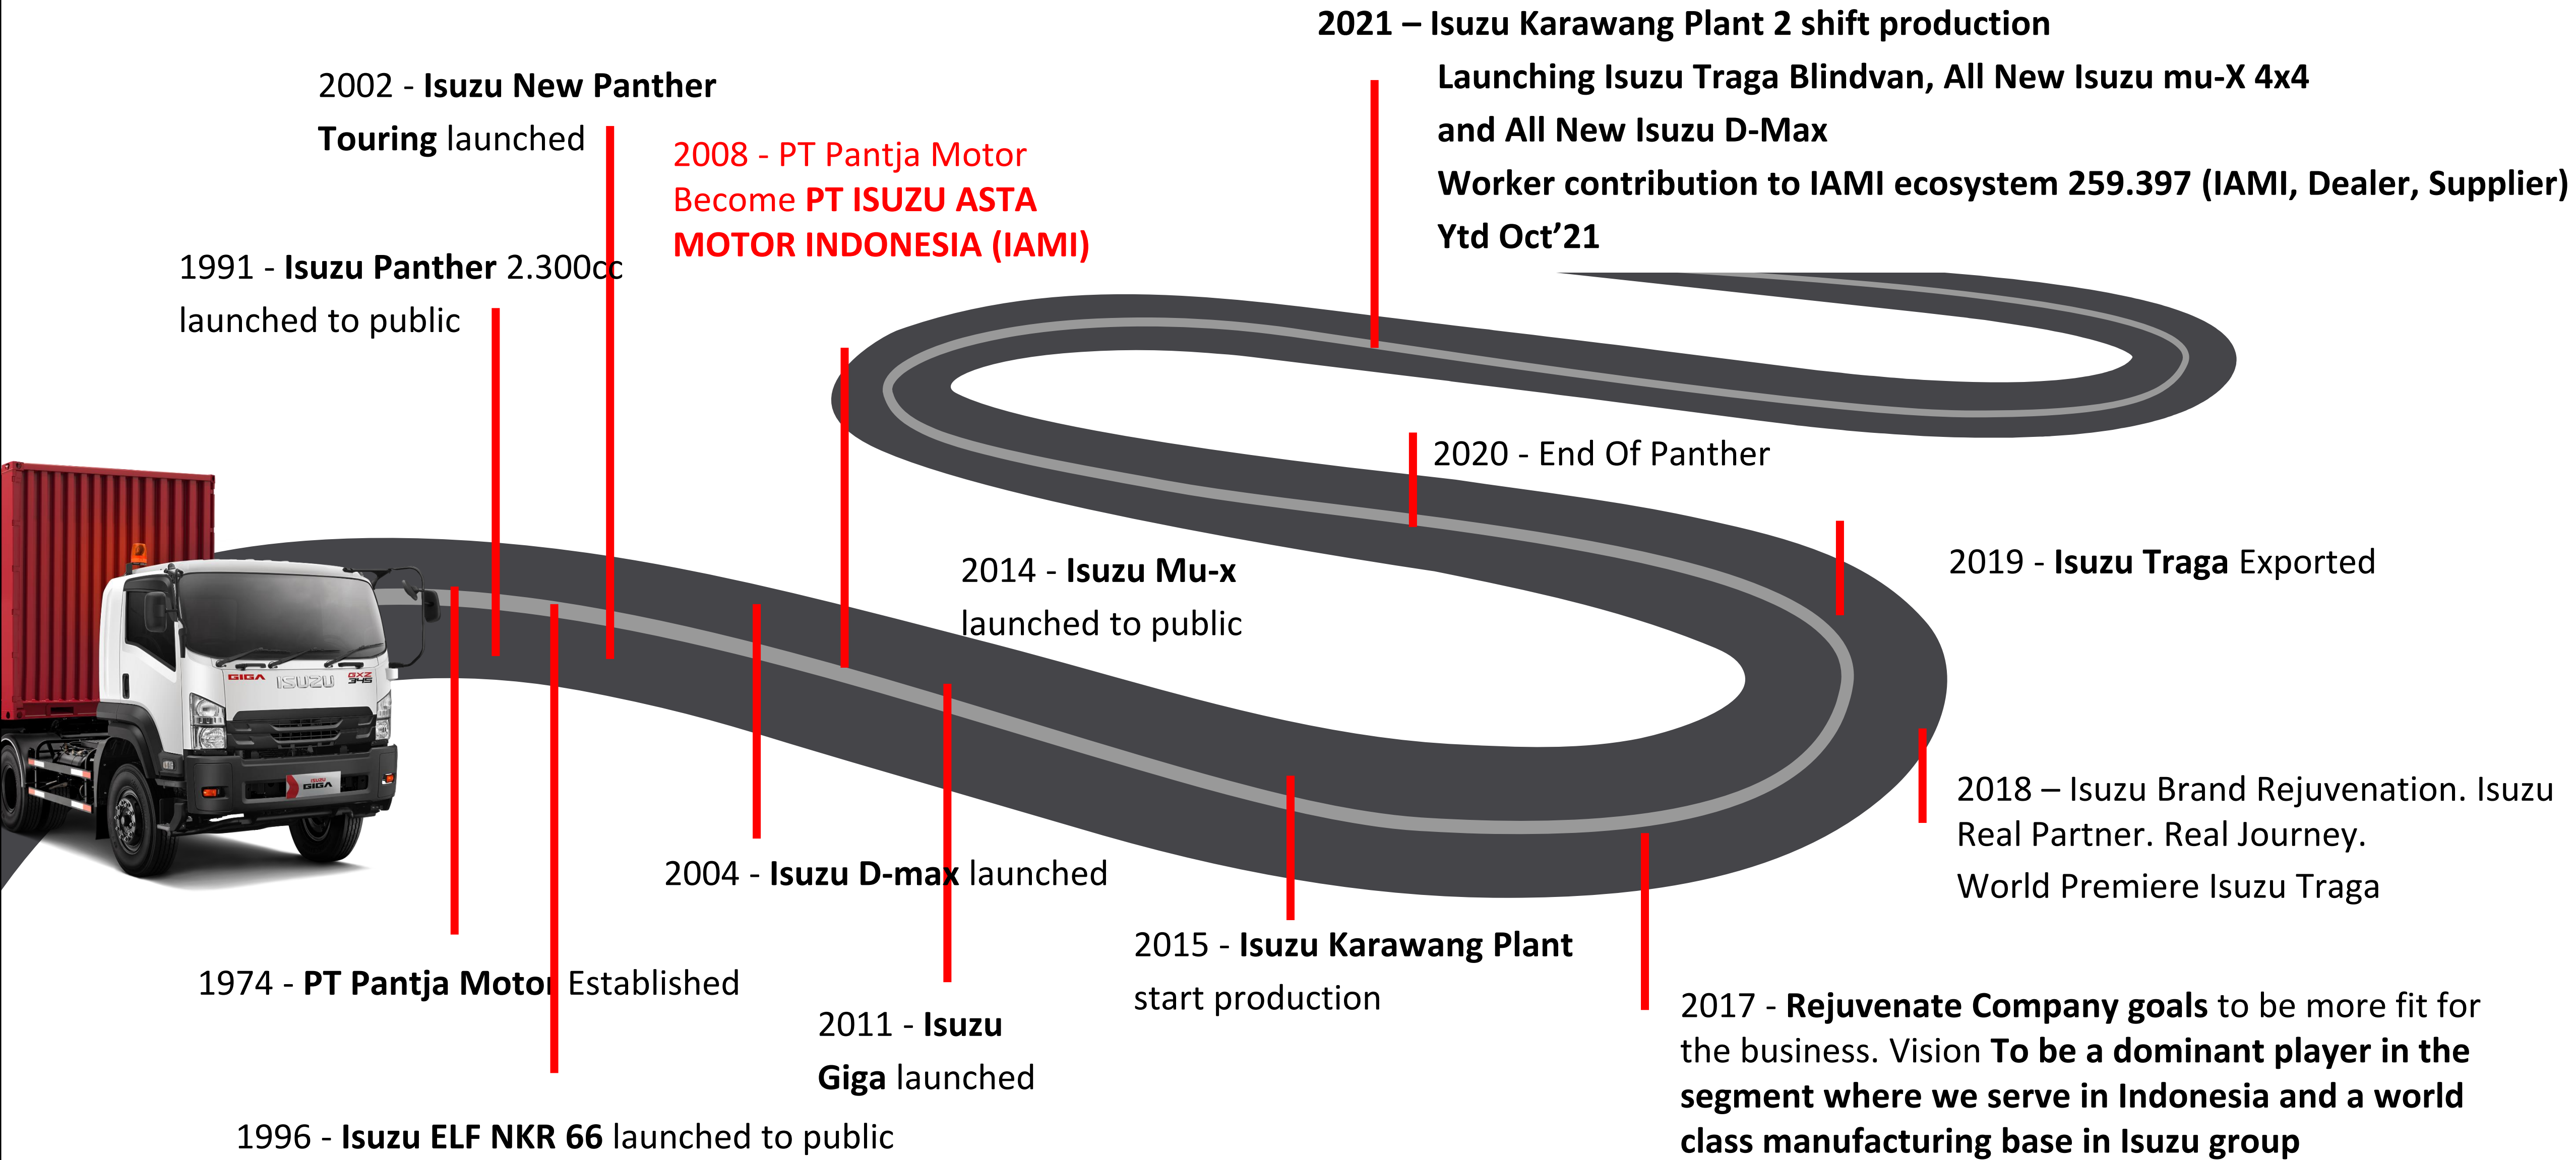 2021 – Isuzu Karawang Plant 2 shift production
Launching Isuzu Traga Blindvan, All New Isuzu mu-X 4x4
and All New Isuzu D-Max
Worker contribution to IAMI ecosystem 259.397 (IAMI, Dealer, Supplier)
Ytd Oct’21
2002 - Isuzu New Panther
Touring launched
2008 - PT Pantja Motor
Become PT ISUZU ASTA
MOTOR INDONESIA (IAMI)
1991 - Isuzu Panther 2.300cc
launched to public
2020 - End Of Panther
2014 - Isuzu Mu-x
launched to public
2019 - Isuzu Traga Exported
GIGA
ISUZU
GXZ
345
ISUZU
GIGA
2018 – Isuzu Brand Rejuvenation. Isuzu
Real Partner. Real Journey.
World Premiere Isuzu Traga
2004 - Isuzu D-max launched
2015 - Isuzu Karawang Plant
start production
1974 - PT Pantja Motor Established
2011 - Isuzu
Giga launched
2017 - Rejuvenate Company goals to be more fit for
the business. Vision To be a dominant player in the
segment where we serve in Indonesia and a world
class manufacturing base in Isuzu group
1996 - Isuzu ELF NKR 66 launched to public